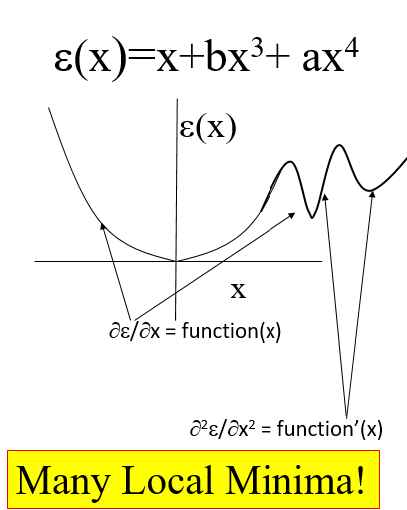 ε(x)=x+bx³+ ax⁴
ε(x)
x
∂ε/∂x = function(x)
∂²ε/∂x² = function’(x)
Many Local Minima!